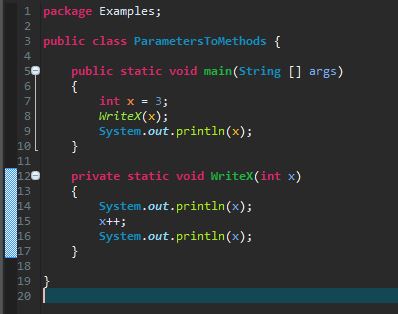 1 package Examples;
2
3 public class ParametersToMethods {
4
5 public static void main(String [] args)
6 {
7 int x = 3;
8 WriteX(x);
9 System.out.println(x);
10 }
11
12 private static void WriteX(int x)
13 {
14 System.out.println(x);
15 x++;
16 System.out.println(x);
17 }
18
19 }
20